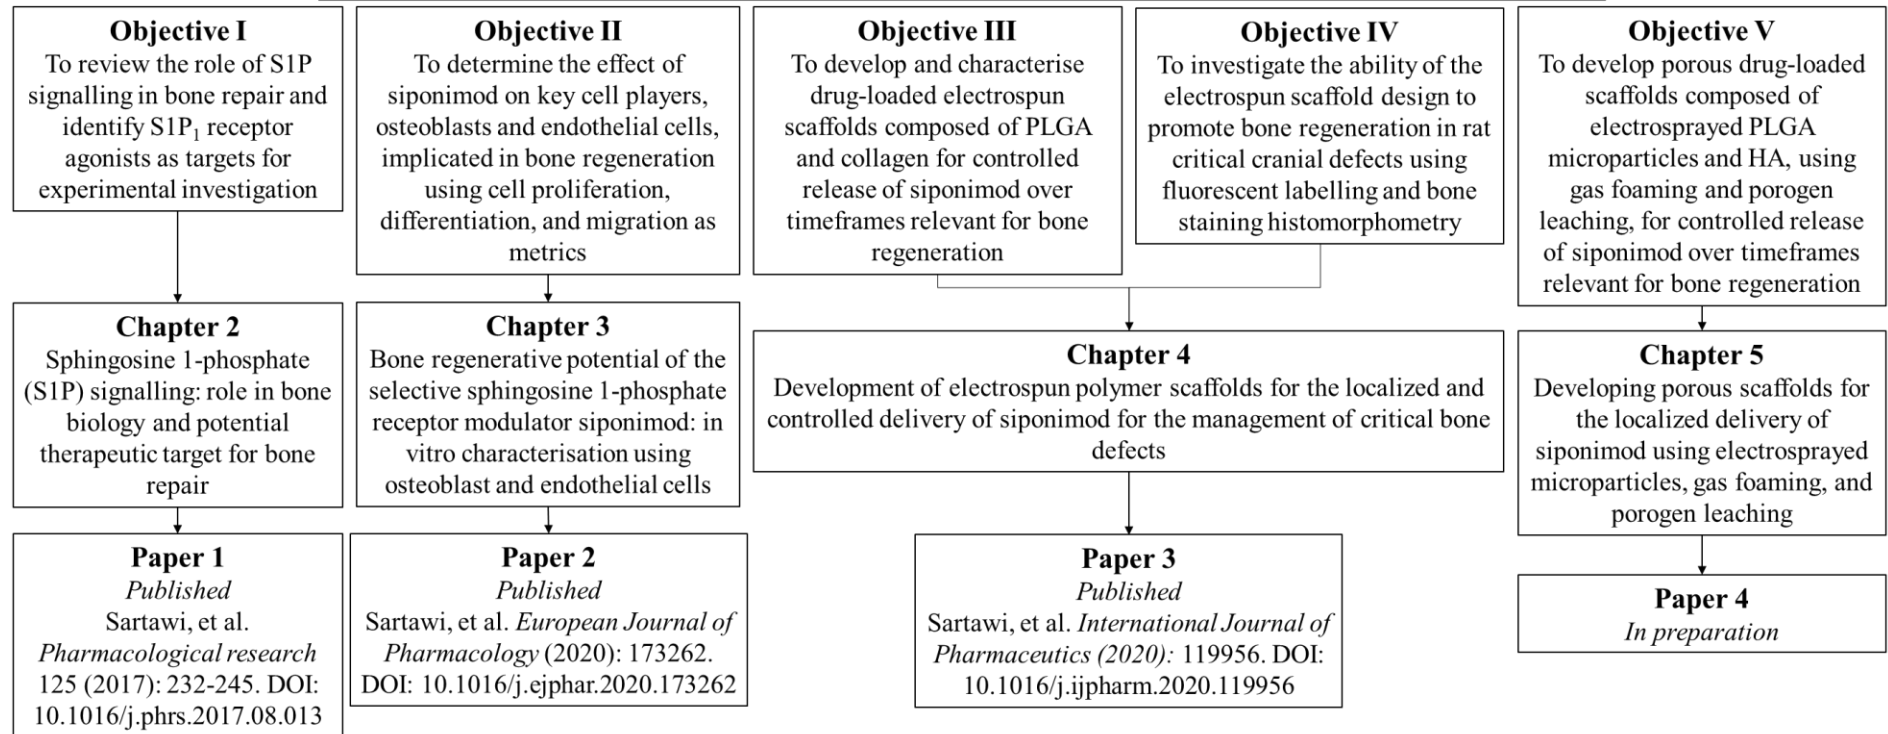 Objective I
To review the role of S1P
signalling in bone repair and
identify S1P₁ receptor
agonists as targets for
experimental investigation
Objective II
To determine the effect of
siponimod on key cell players,
osteoblasts and endothelial cells,
implicated in bone regeneration
using cell proliferation,
differentiation, and migration as
metrics
Objective III
To develop and characterise
drug-loaded electrospun
scaffolds composed of PLGA
and collagen for controlled
release of siponimod over
timeframes relevant for bone
regeneration
Objective IV
To investigate the ability of the
electrospun scaffold design to
promote bone regeneration in rat
critical cranial defects using
fluorescent labelling and bone
staining histomorphometry
Objective V
To develop porous drug-loaded
scaffolds composed of
electrosprayed PLGA
microparticles and HA, using
gas foaming and porogen
leaching, for controlled release
of siponimod over timeframes
relevant for bone regeneration
Chapter 2
Sphingosine 1-phosphate
(S1P) signalling: role in bone
biology and potential
therapeutic target for bone
repair
Chapter 3
Bone regenerative potential of the
selective sphingosine 1-phosphate
receptor modulator siponimod: in
vitro characterisation using
osteoblast and endothelial cells
Chapter 4
Development of electrospun polymer scaffolds for the localized and
controlled delivery of siponimod for the management of critical bone
defects
Chapter 5
Developing porous scaffolds for
the localized delivery of
siponimod using electrosprayed
microparticles, gas foaming, and
porogen leaching
Paper 1
Published
Sartawi, et al.
Pharmacological research
125 (2017): 232-245. DOI:
10.1016/j.phrs.2017.08.013
Paper 2
Published
Sartawi, et al. European Journal of
Pharmacology (2020): 173262.
DOI: 10.1016/j.ejphar.2020.173262
Paper 3
Published
Sartawi, et al. International Journal of
Pharmaceutics (2020): 119956. DOI:
10.1016/j.ijpharm.2020.119956
Paper 4
In preparation